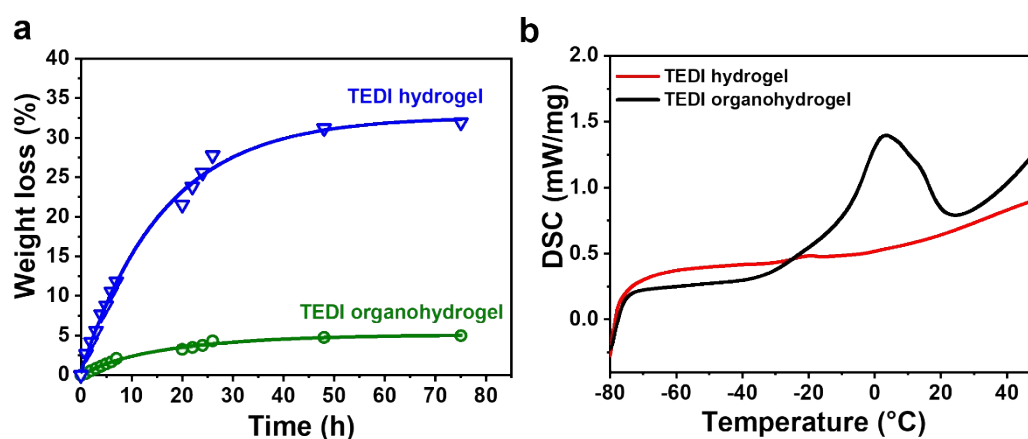 a
Weight loss (%)
40
35
30
25
20
15
10
5
0
TEDI hydrogel
TEDI organohydrogel
0 10 20 30 40 50 60 70 80
Time (h)
b
DSC (mW/mg)
2.0
1.5
1.0
0.5
0.0
TEDI hydrogel
TEDI organohydrogel
-80 -60 -40 -20 0 20 40
Temperature (°C)